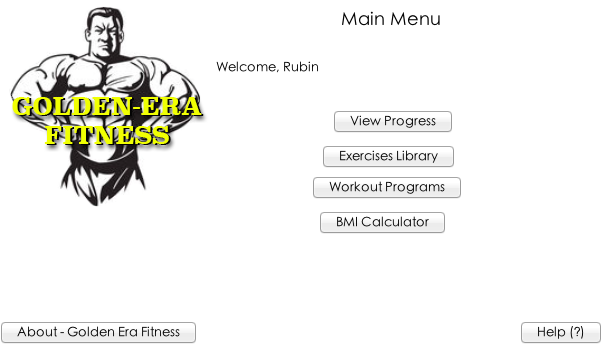 Main Menu
Welcome, Rubin
GOLDEN-ERA
FITNESS
View Progress
Exercises Library
Workout Programs
BMI Calculator
About - Golden Era Fitness
Help (?)